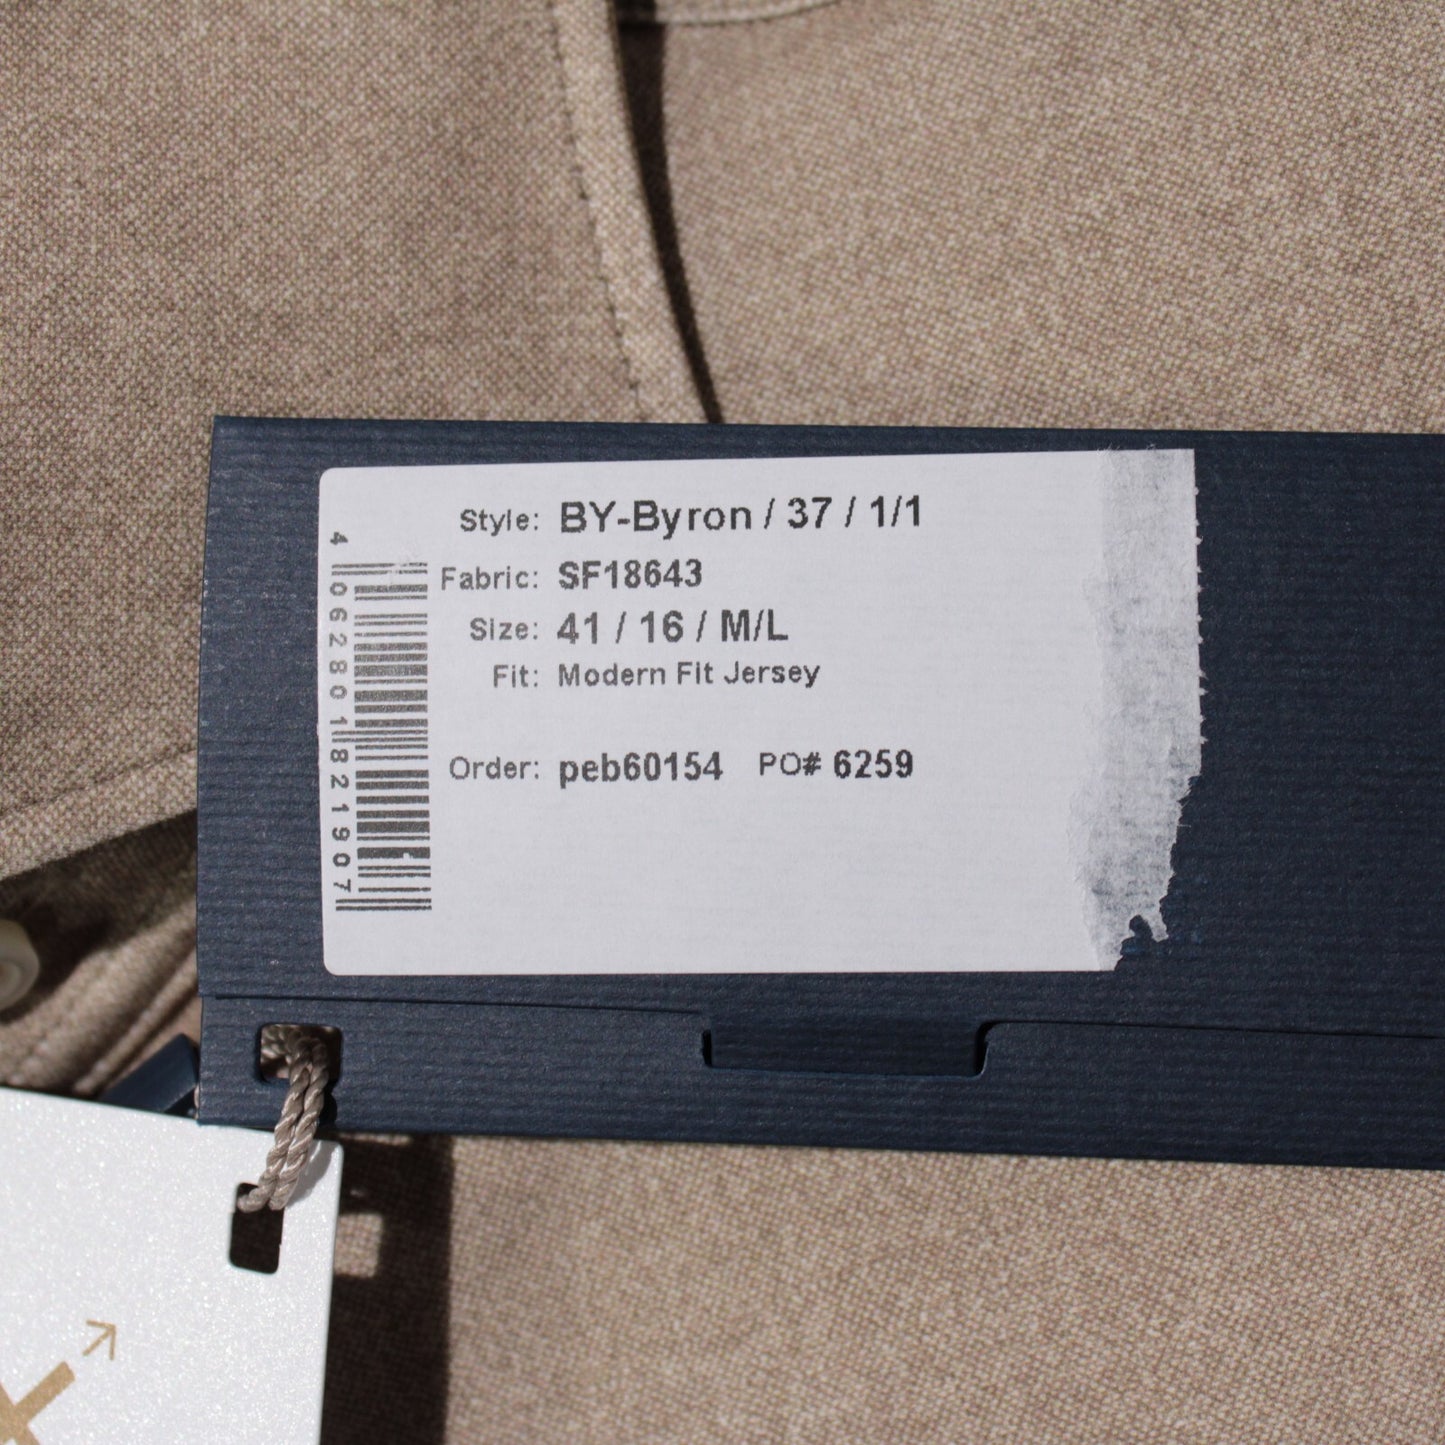 Style: BY-Byron / 37 / 1/1
Fabric: SF18643
Size: 41 / 16 / M/L
Fit: Modern Fit Jersey
Order: peb60154 PO# 6259
4 062801 821907